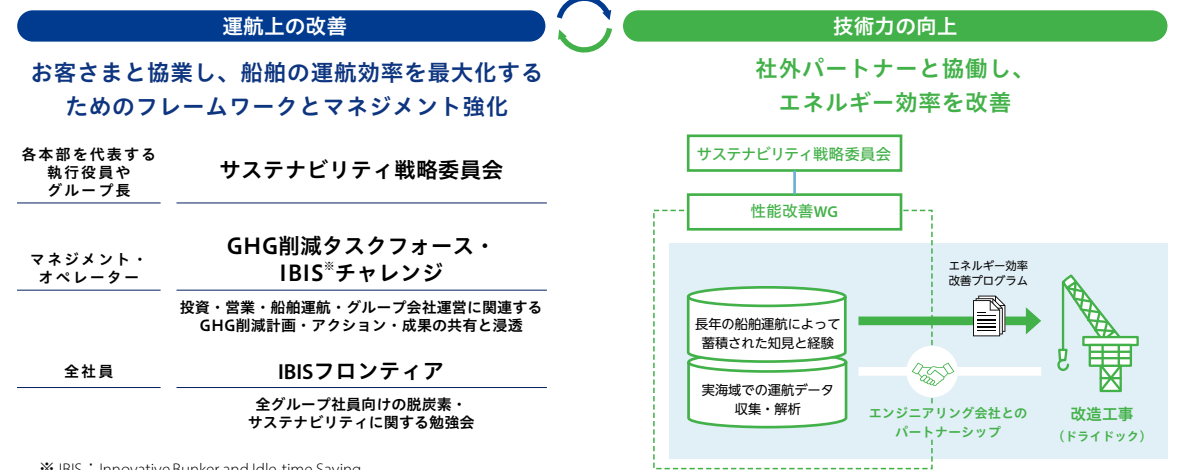 運航上の改善
お客さまと協業し、船舶の運航効率を最大化する
ためのフレームワークとマネジメント強化
各本部を代表する
執行役員や
グループ長
サステナビリティ戦略委員会
マネジメント・
オペレーター
GHG削減タスクフォース・
IBIS※チャレンジ
投資・営業・船舶運航・グループ会社運営に関連する
GHG削減計画・アクション・成果の共有と浸透
全社員
IBISフロンティア
全グループ社員向けの脱炭素・
サステナビリティに関する勉強会
※ IBIS：Innovative Bunker and Idle-time Saving
技術力の向上
社外パートナーと協働し、
エネルギー効率を改善
サステナビリティ戦略委員会
性能改善WG
エネルギー効率
改善プログラム
長年の船舶運航によって
蓄積された知見と経験
実海域での運航データ
収集・解析
エンジニアリング会社との
パートナーシップ
改造工事
（ドライドック）